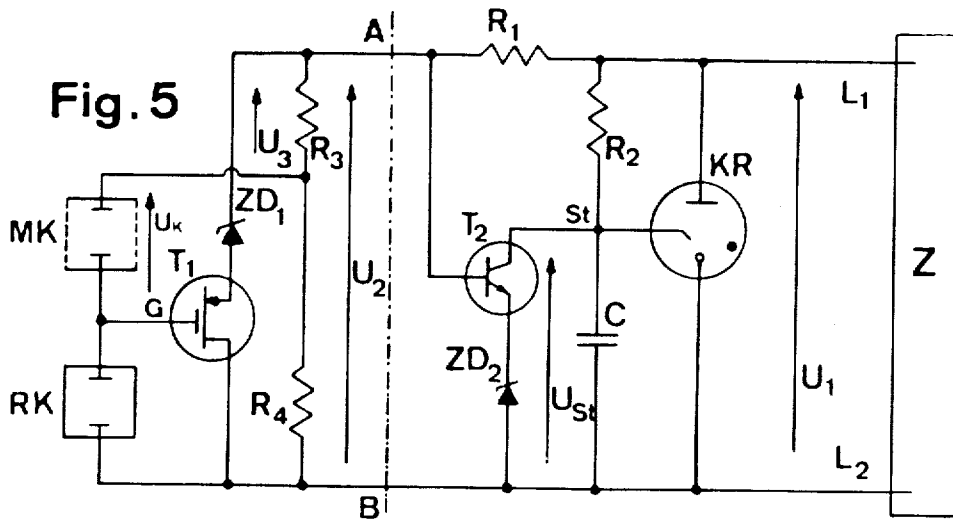 Fig. 5
A
R₁
L₁
U₃
R₃
R₂
KR
MK
Uₖ
ZD₁
St
T₁
T₂
U₂
Z
G
C
RK
ZD₂
R₄
U_St
U₁
L₂
B